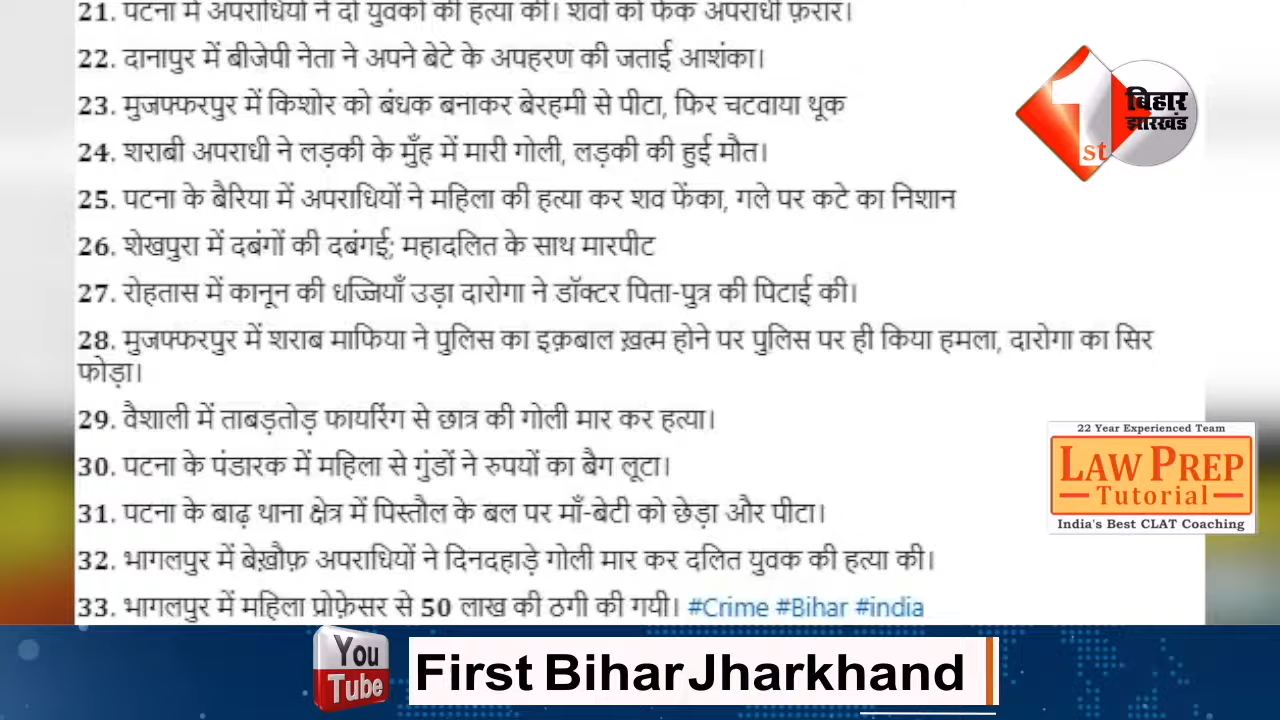 21. पटना में अपराधियों ने दो युवकों की हत्या की। शवों को फेंक अपराधी फ़रार।
22. दानापुर में बीजेपी नेता ने अपने बेटे के अपहरण की जताई आशंका।
23. मुजफ्फरपुर में किशोर को बंधक बनाकर बेरहमी से पीटा, फिर चटवाया थूक
24. शराबी अपराधी ने लड़की के मुँह में मारी गोली, लड़की की हुई मौत।
25. पटना के बैरिया में अपराधियों ने महिला की हत्या कर शव फेंका, गले पर कटे का निशान
26. शेखपुरा में दबंगों की दबंगई; महादलित के साथ मारपीट
27. रोहतास में कानून की धज्जियाँ उड़ा दारोगा ने डॉक्टर पिता-पुत्र की पिटाई की।
28. मुजफ्फरपुर में शराब माफिया ने पुलिस का इक़बाल ख़त्म होने पर पुलिस पर ही किया हमला, दारोगा का सिर
फोड़ा।
29. वैशाली में ताबड़तोड़ फायरिंग से छात्र की गोली मार कर हत्या।
30. पटना के पंडारक में महिला से गुंडों ने रुपयों का बैग लूटा।
31. पटना के बाढ़ थाना क्षेत्र में पिस्तौल के बल पर माँ-बेटी को छेड़ा और पीटा।
32. भागलपुर में बेख़ौफ़ अपराधियों ने दिनदहाड़े गोली मार कर दलित युवक की हत्या की।
33. भागलपुर में महिला प्रोफ़ेसर से 50 लाख की ठगी की गयी। #Crime #Bihar #india
1st
बिहार
झारखंड
22 Year Experienced Team
LAW PREP
Tutorial
India's Best CLAT Coaching
You
Tube
First Bihar Jharkhand